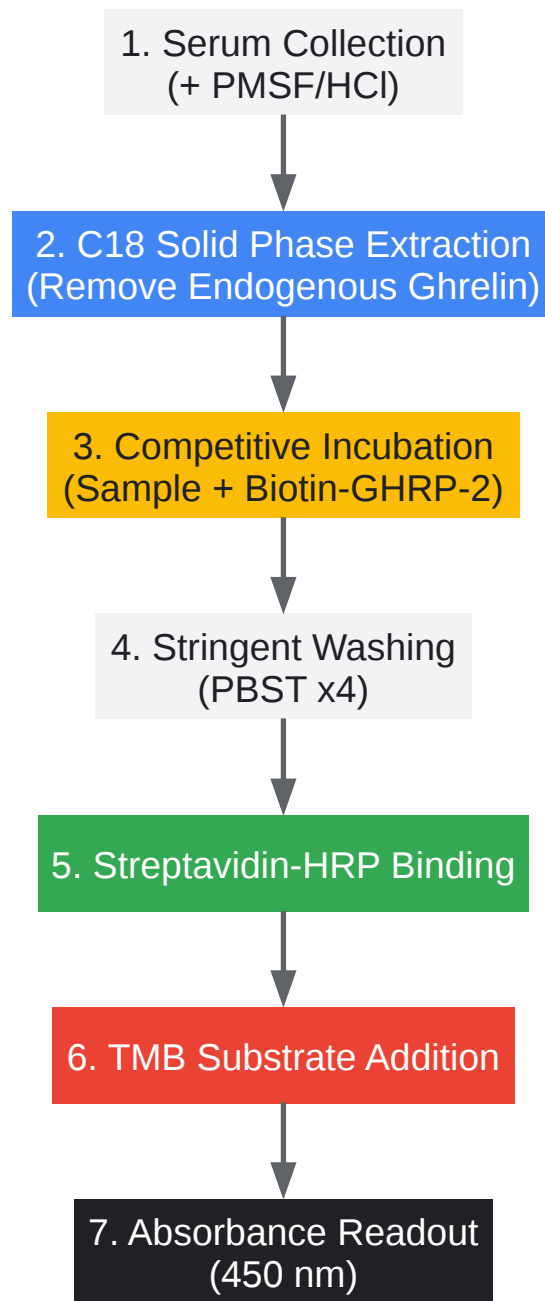 1. Serum Collection
(+ PMSF/HCl)
2. C18 Solid Phase Extraction
(Remove Endogenous Ghrelin)
3. Competitive Incubation
(Sample + Biotin-GHRP-2)
4. Stringent Washing
(PBST x4)
5. Streptavidin-HRP Binding
6. TMB Substrate Addition
7. Absorbance Readout
(450 nm)